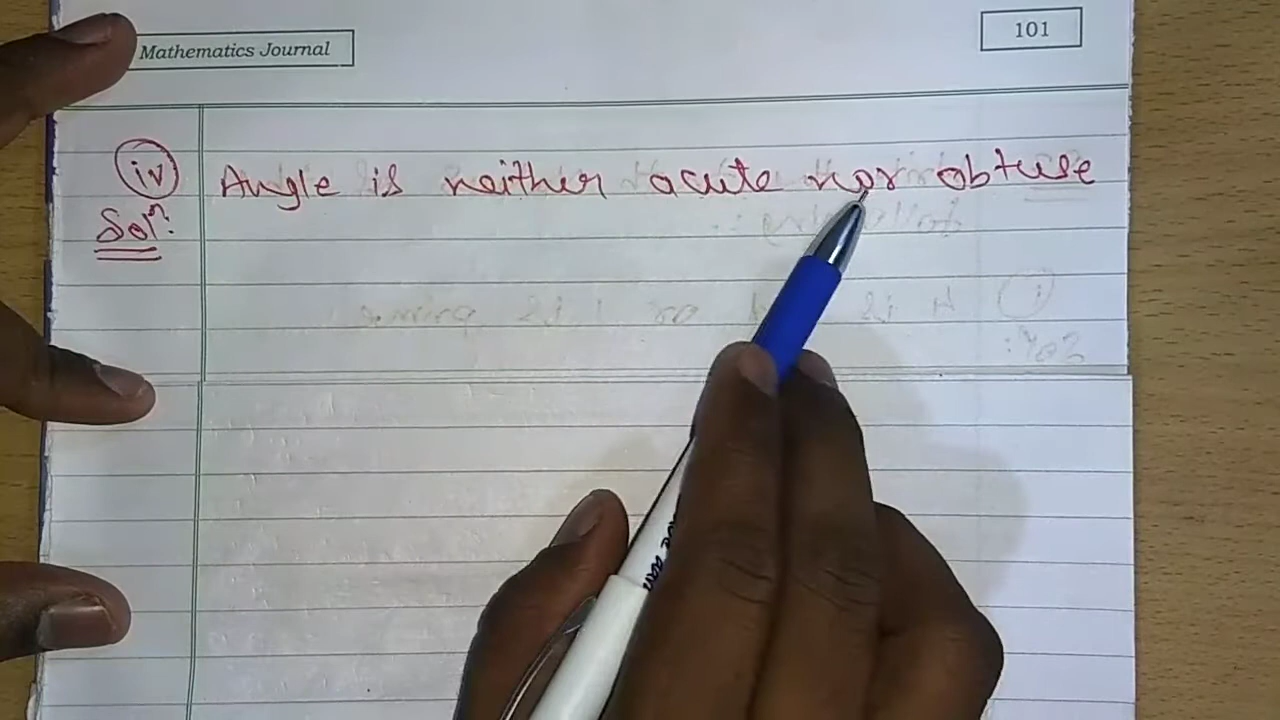 Mathematics Journal
101
(iv) Angle is neither acute nor obtuse
Solⁿ: